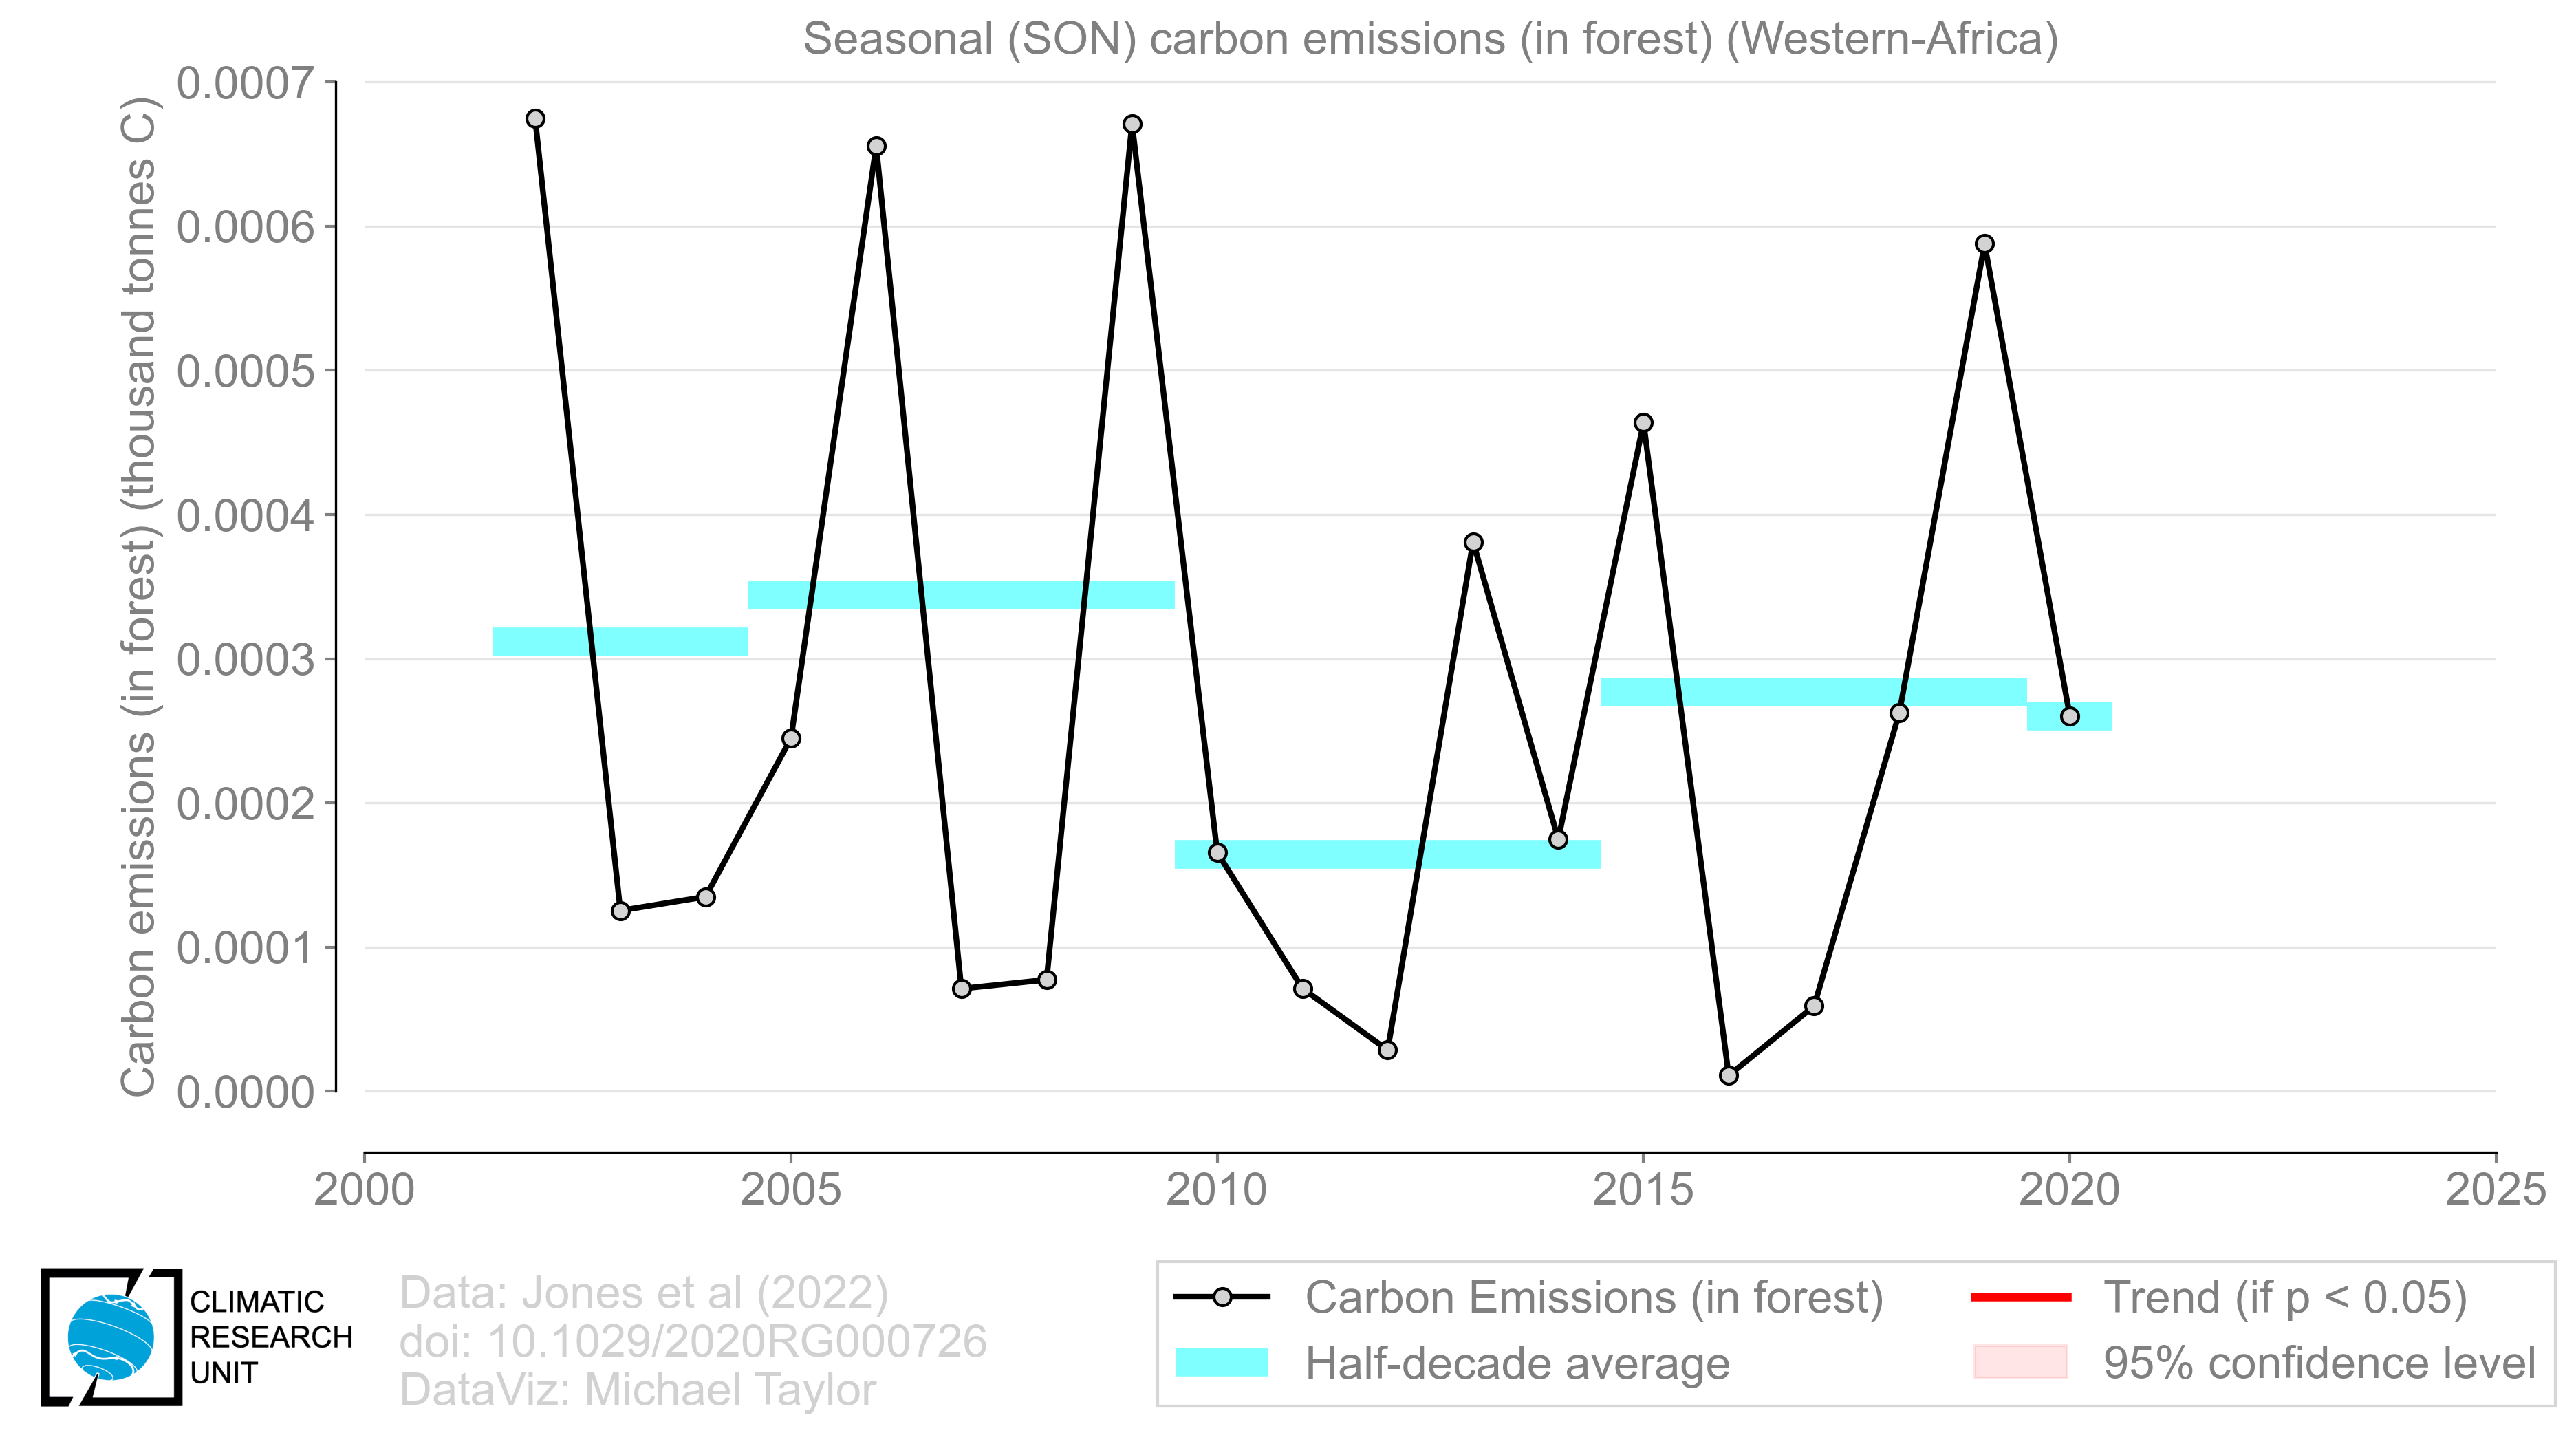 Seasonal (SON) carbon emissions (in forest) (Western-Africa)
Carbon emissions (in forest) (thousand tonnes C)
0.0007
0.0006
0.0005
0.0004
0.0003
0.0002
0.0001
0.0000
2000 2005 2010 2015 2020 2025
CLIMATIC
RESEARCH
UNIT
Data: Jones et al (2022)
doi: 10.1029/2020RG000726
DataViz: Michael Taylor
Carbon Emissions (in forest)
Half-decade average
Trend (if p < 0.05)
95% confidence level